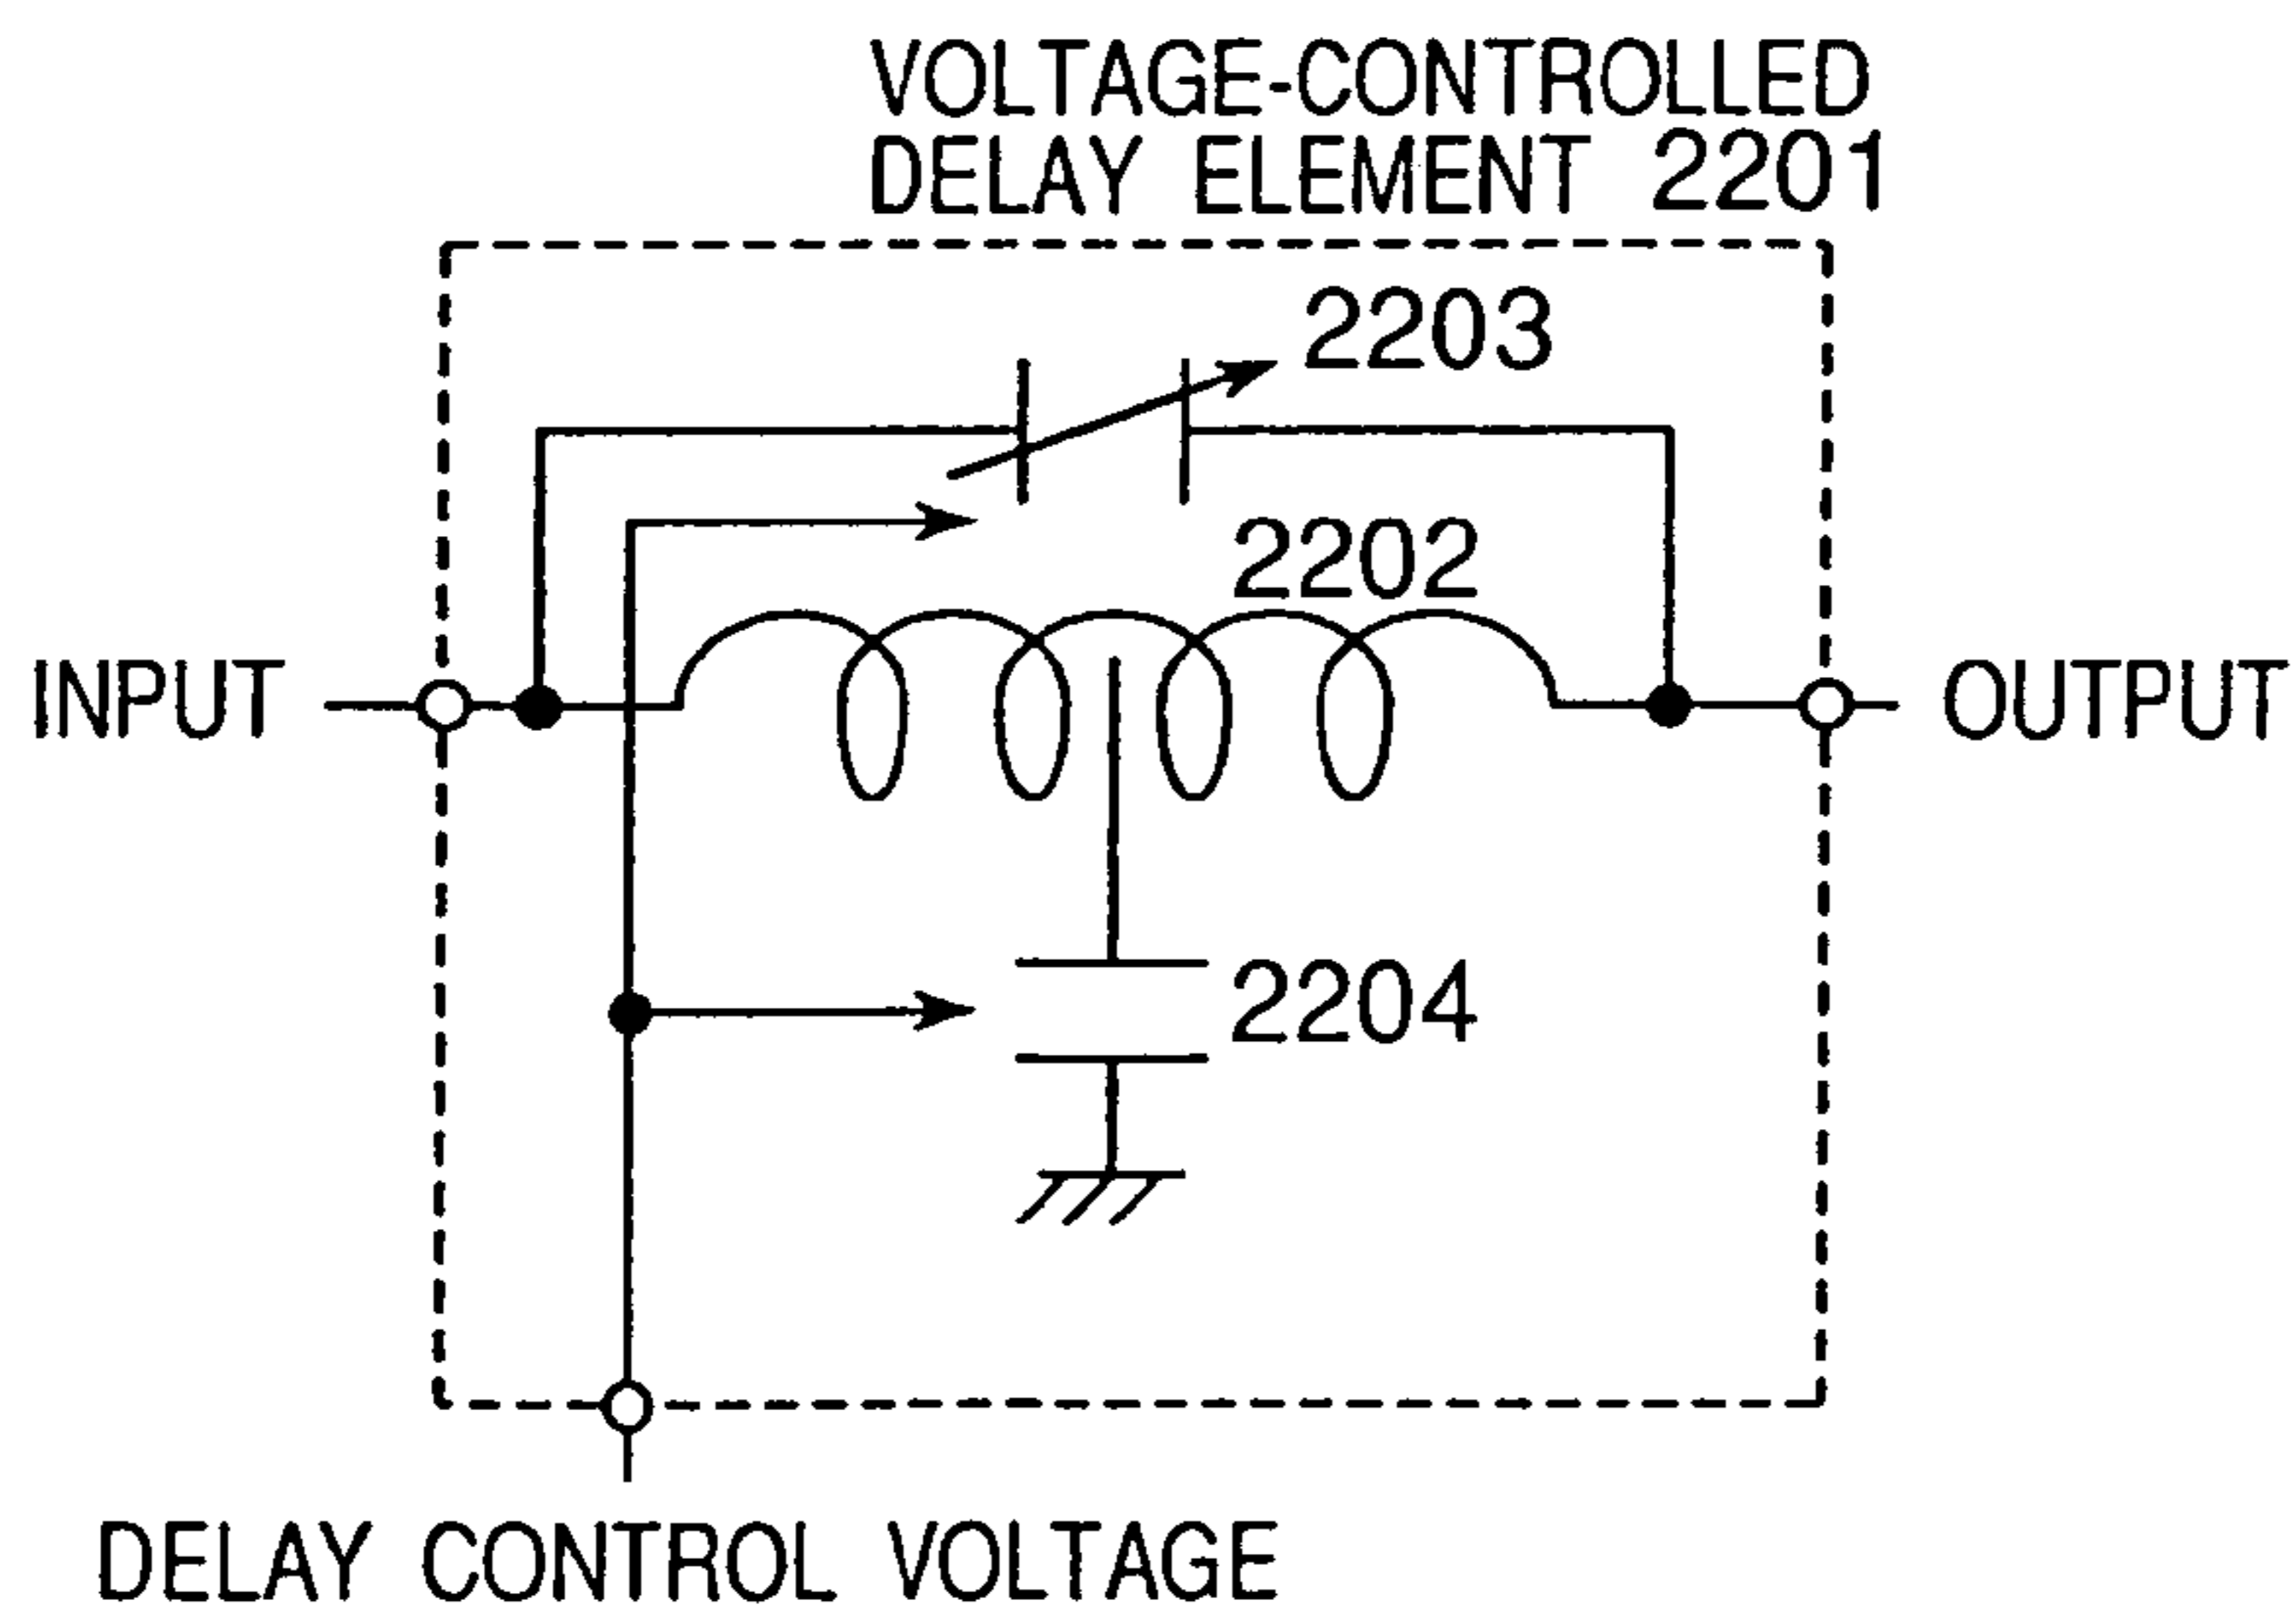 VOLTAGE-CONTROLLED
DELAY ELEMENT 2201
2203
2202
INPUT
OUTPUT
2204
DELAY CONTROL VOLTAGE